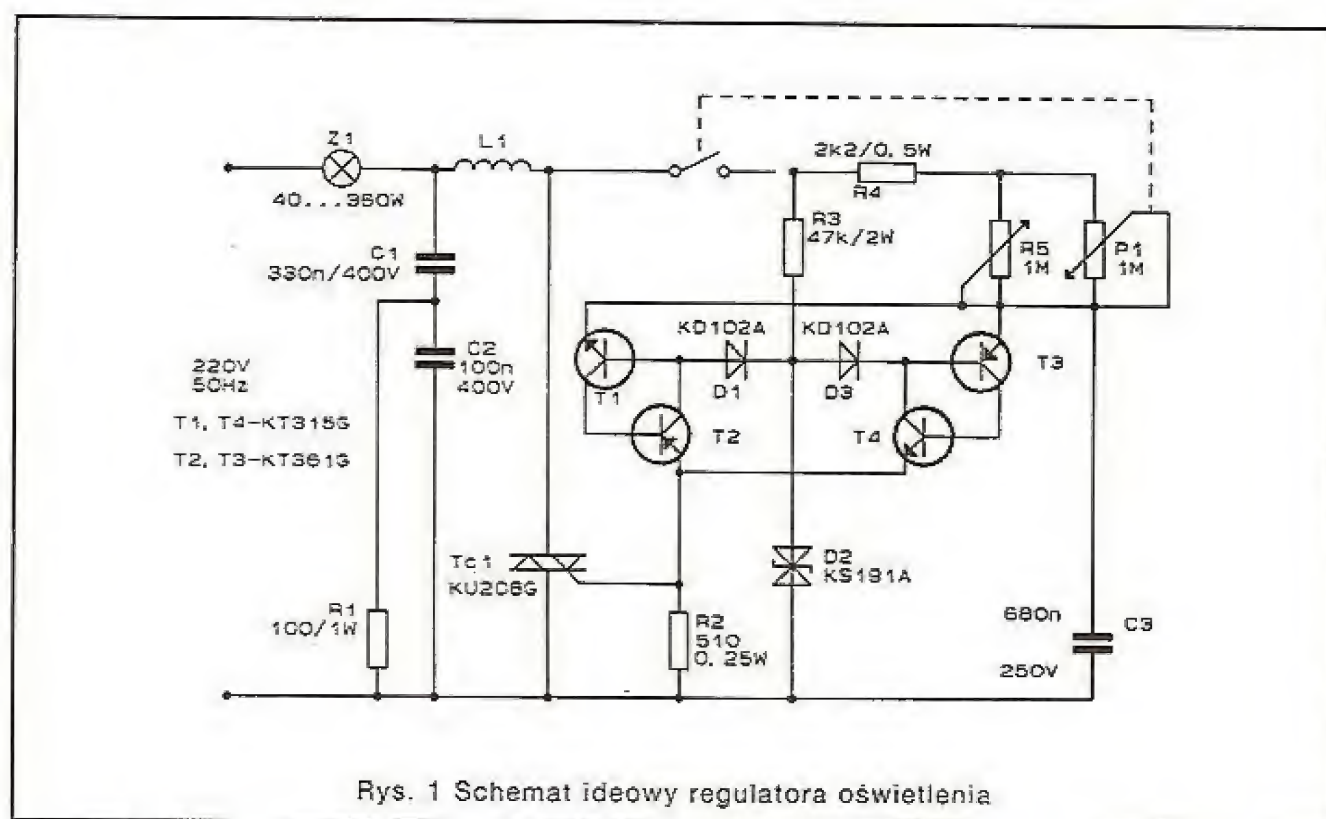 Z1
40...350W
L1
2k2/0.5W
R4
R3
47k/2W
R5
1M
P1
1M
C1
330n/400V
C2
100n
400V
KD102A
KD102A
D1
D3
T1
T2
T3
T4
220V
50Hz
T1, T4-KT315G
T2, T3-KT361G
Tc1
KU208G
D2
KS191A
R1
100/1W
R2
510
0.25W
680n
C3
250V
Rys. 1 Schemat ideowy regulatora oświetlenia